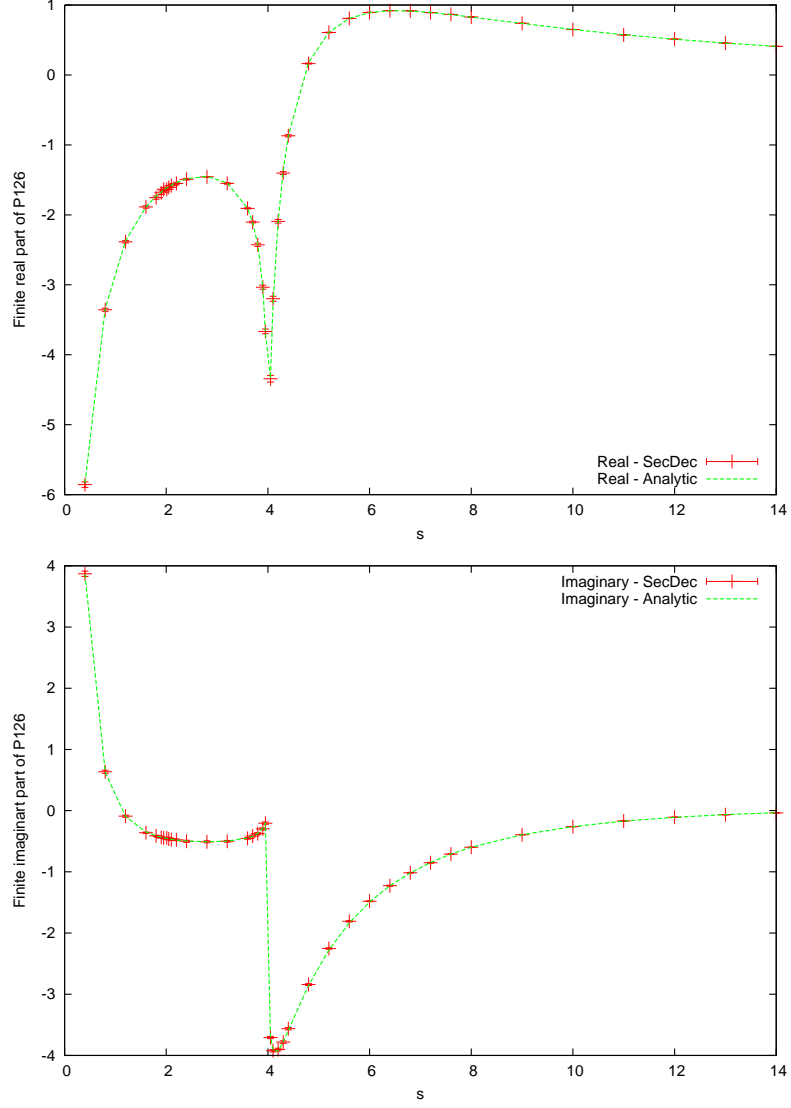 1
0
-1
-2
-3
-4
-5
-6
Finite real part of P126
Real - SecDec
Real - Analytic
0 2 4 6 8 10 12 14
s
4
3
2
1
0
-1
-2
-3
-4
Finite imaginart part of P126
Imaginary - SecDec
Imaginary - Analytic
0 2 4 6 8 10 12 14
s